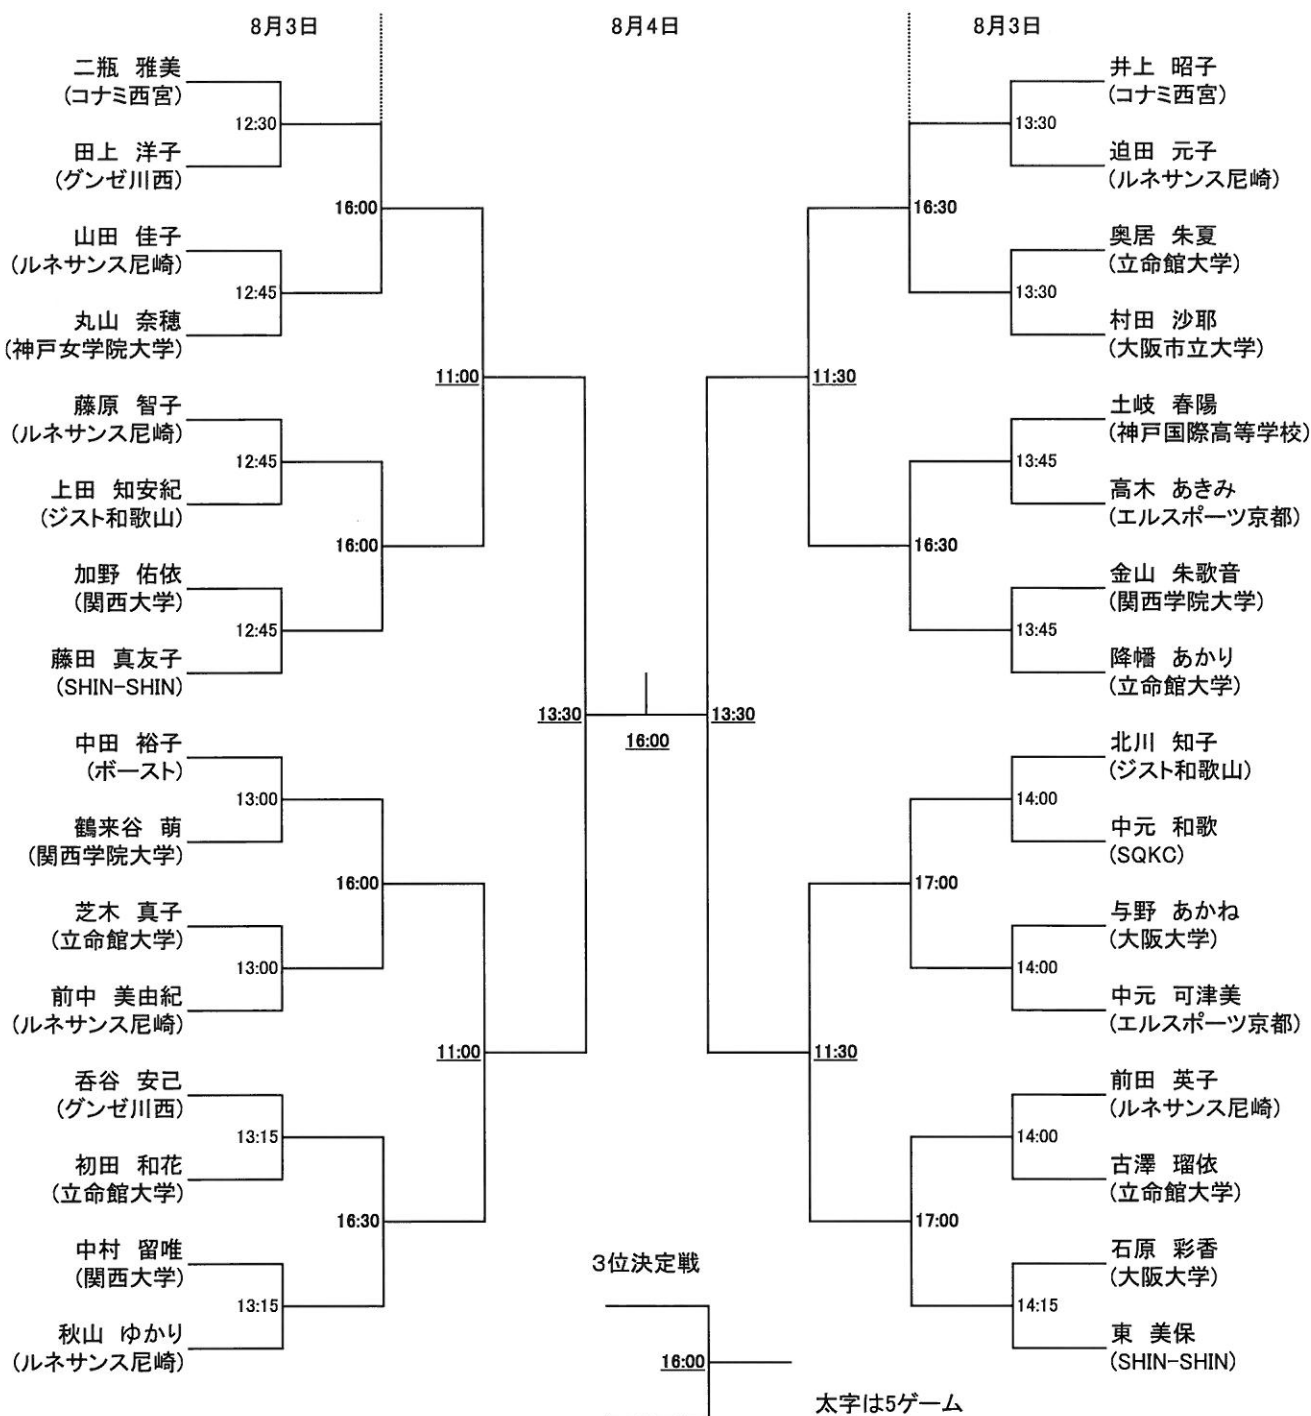 8月3日
8月4日
8月3日
二瓶 雅美
(コナミ西宮)
12:30
田上 洋子
(グンゼ川西)
16:00
山田 佳子
(ルネサンス尼崎)
12:45
丸山 奈穂
(神戸女学院大学)
11:00
藤原 智子
(ルネサンス尼崎)
12:45
上田 知安紀
(ジスト和歌山)
16:00
加野 佑依
(関西大学)
12:45
藤田 真友子
(SHIN-SHIN)
13:30
中田 裕子
(ボースト)
13:00
鶴来谷 萌
(関西学院大学)
16:00
芝木 真子
(立命館大学)
13:00
前中 美由紀
(ルネサンス尼崎)
11:00
呑谷 安己
(グンゼ川西)
13:15
初田 和花
(立命館大学)
16:30
中村 留唯
(関西大学)
13:15
秋山 ゆかり
(ルネサンス尼崎)
16:00
井上 昭子
(コナミ西宮)
13:30
迫田 元子
(ルネサンス尼崎)
16:30
奥居 朱夏
(立命館大学)
13:30
村田 沙耶
(大阪市立大学)
11:30
土岐 春陽
(神戸国際高等学校)
13:45
高木 あきみ
(エルスポーツ京都)
16:30
金山 朱歌音
(関西学院大学)
13:45
降幡 あかり
(立命館大学)
13:30
北川 知子
(ジスト和歌山)
14:00
中元 和歌
(SQKC)
17:00
与野 あかね
(大阪大学)
14:00
中元 可津美
(エルスポーツ京都)
11:30
前田 英子
(ルネサンス尼崎)
14:00
古澤 瑠依
(立命館大学)
17:00
石原 彩香
(大阪大学)
14:15
東 美保
(SHIN-SHIN)
3位決定戦
16:00
太字は5ゲーム